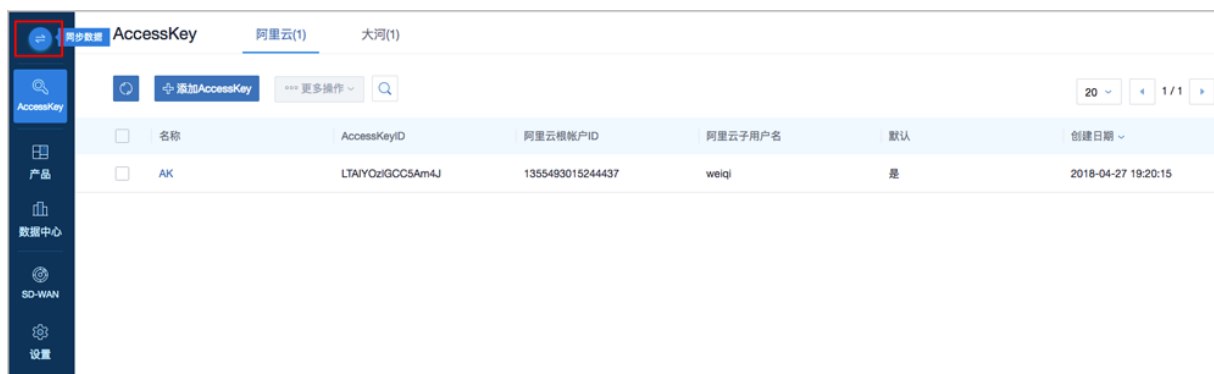 同步数据
AccessKey
阿里云(1) 大河(1)
添加AccessKey 更多操作 20 1 / 1
AccessKey
名称 AccessKeyID 阿里云根帐户ID 阿里云子用户名 默认 创建日期
AK LTAIYOzIGCC5Am4J 1355493015244437 weiqi 是 2018-04-27 19:20:15
产品
数据中心
SD-WAN
设置